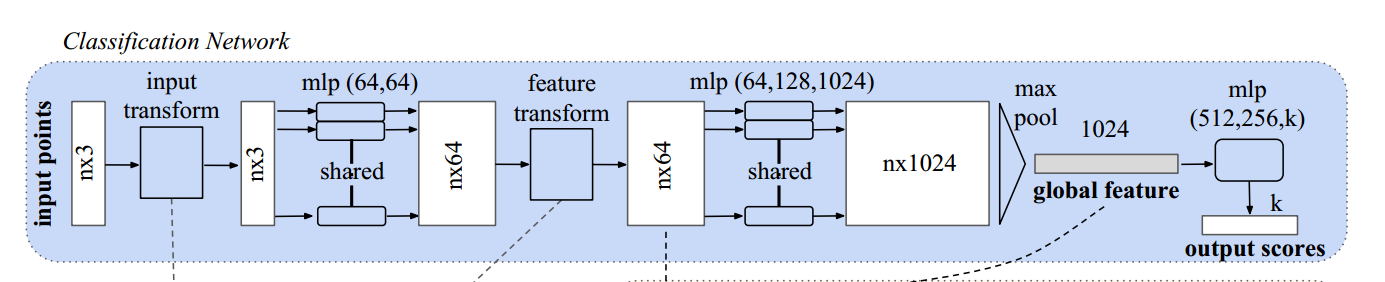 Classification Network
input points
nx3
input
transform
nx3
mlp (64,64)
shared
nx64
feature
transform
nx64
mlp (64,128,1024)
shared
nx1024
max
pool
1024
global feature
mlp
(512,256,k)
k
output scores